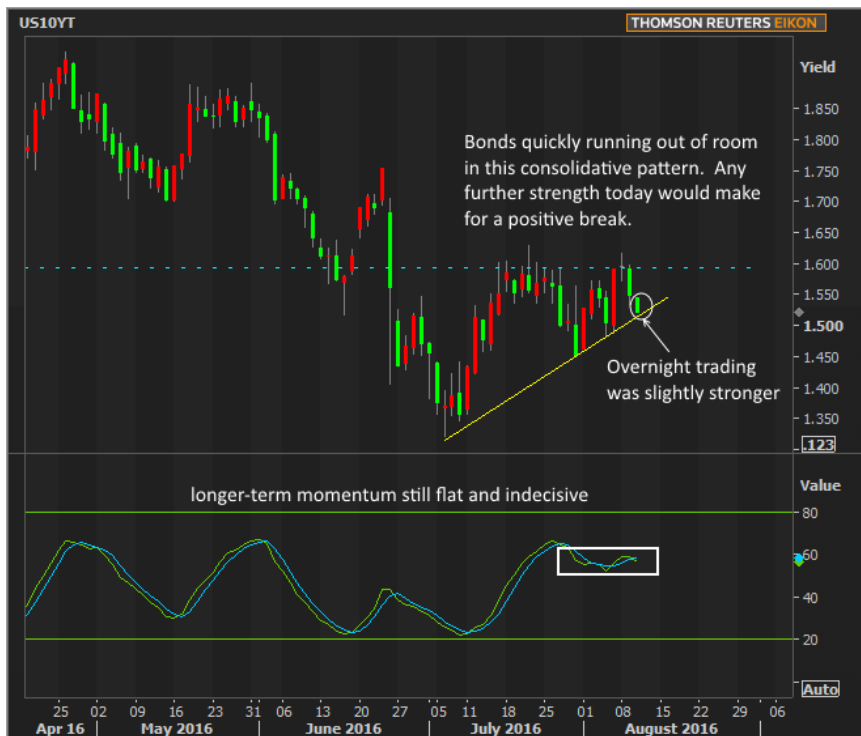 US10YT
THOMSON REUTERS EIKON
Yield
1.850
1.800
Bonds quickly running out of room
in this consolidative pattern.  Any
further strength today would make
for a positive break.
1.750
1.700
1.650
1.600
1.550
1.500
1.450
Overnight trading
was slightly stronger
1.400
1.350
.123
Value
longer-term momentum still flat and indecisive
80
60
40
20
Auto
25 02 09 16 23 31 06 13 20 27 05 11 18 25 01 08 15 22 29 06
Apr 16 May 2016 June 2016 July 2016 August 2016